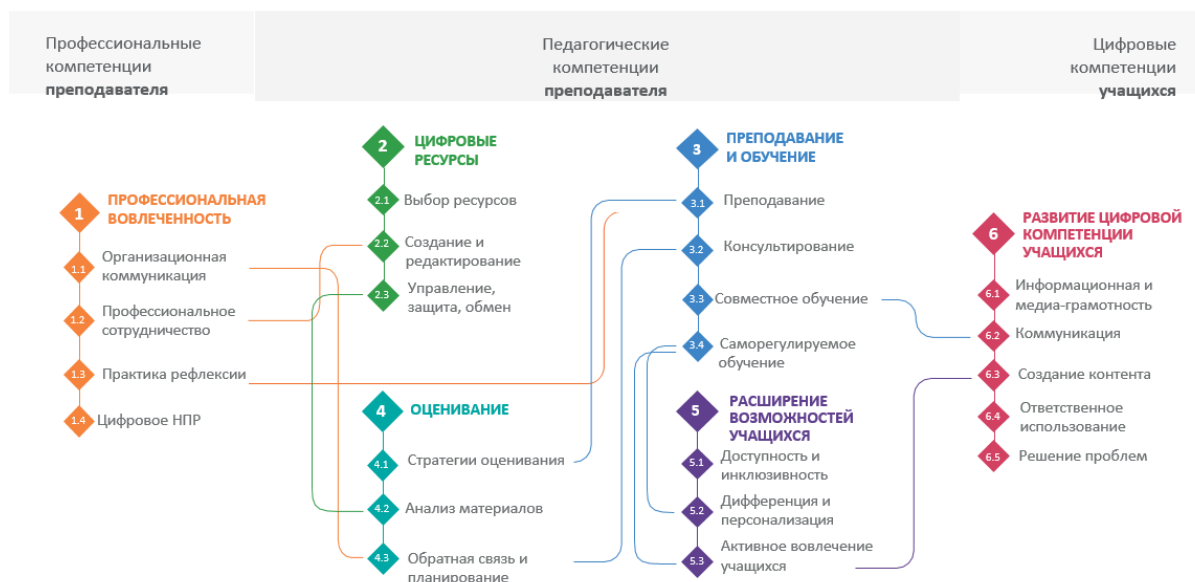 Профессиональные
компетенции
преподавателя
Педагогические
компетенции
преподавателя
Цифровые
компетенции
учащихся
1
ПРОФЕССИОНАЛЬНАЯ
ВОВЛЕЧЕННОСТЬ
1.1
Организационная
коммуникация
1.2
Профессиональное
сотрудничество
1.3
Практика рефлексии
1.4
Цифровое НПР
2
ЦИФРОВЫЕ
РЕСУРСЫ
2.1
Выбор ресурсов
2.2
Создание и
редактирование
2.3
Управление,
защита, обмен
4
ОЦЕНИВАНИЕ
4.1
Стратегии оценивания
4.2
Анализ материалов
4.3
Обратная связь и
планирование
3
ПРЕПОДАВАНИЕ
И ОБУЧЕНИЕ
3.1
Преподавание
3.2
Консультирование
3.3
Совместное обучение
3.4
Саморегулируемое
обучение
5
РАСШИРЕНИЕ
ВОЗМОЖНОСТЕЙ
УЧАЩИХСЯ
5.1
Доступность и
инклюзивность
5.2
Дифференция и
персонализация
5.3
Активное вовлечение
учащихся
6
РАЗВИТИЕ ЦИФРОВОЙ
КОМПЕТЕНЦИИ
УЧАЩИХСЯ
6.1
Информационная и
медиа-грамотность
6.2
Коммуникация
6.3
Создание контента
6.4
Ответственное
использование
6.5
Решение проблем